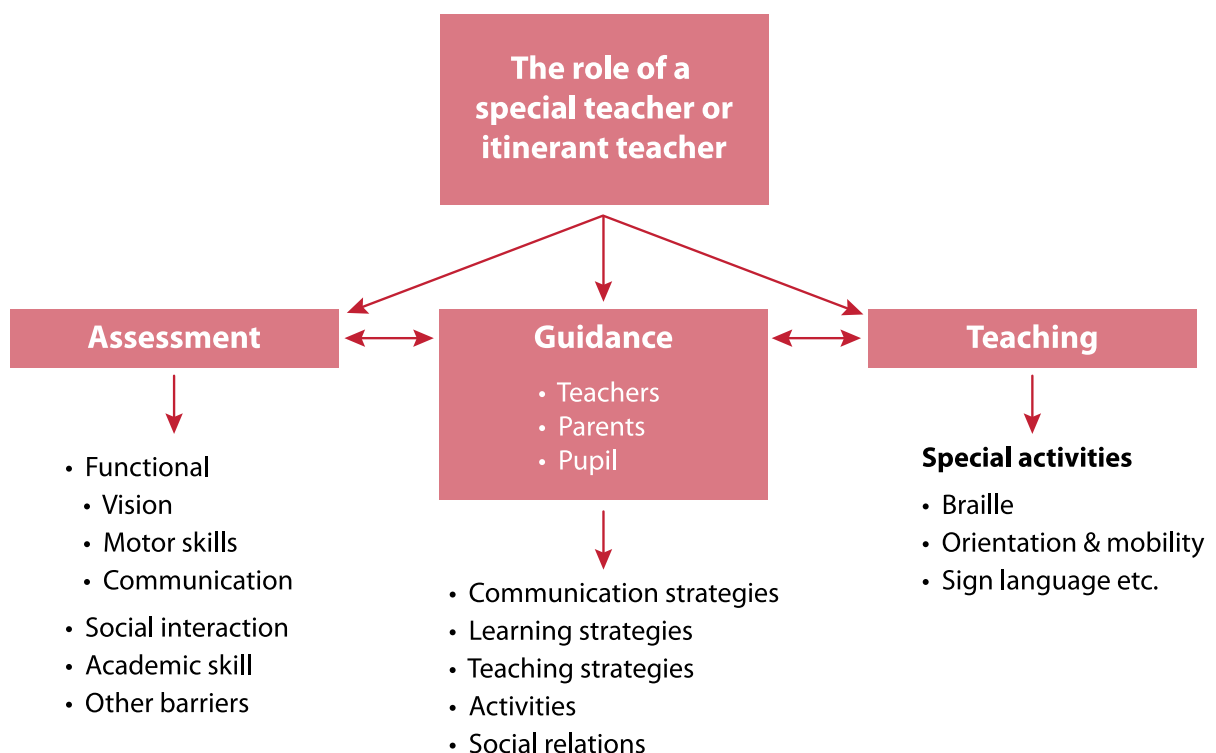 The role of a
special teacher or
itinerant teacher
Assessment
• Functional
• Vision
• Motor skills
• Communication
• Social interaction
• Academic skill
• Other barriers
Guidance
• Teachers
• Parents
• Pupil
• Communication strategies
• Learning strategies
• Teaching strategies
• Activities
• Social relations
Teaching
Special activities
• Braille
• Orientation & mobility
• Sign language etc.